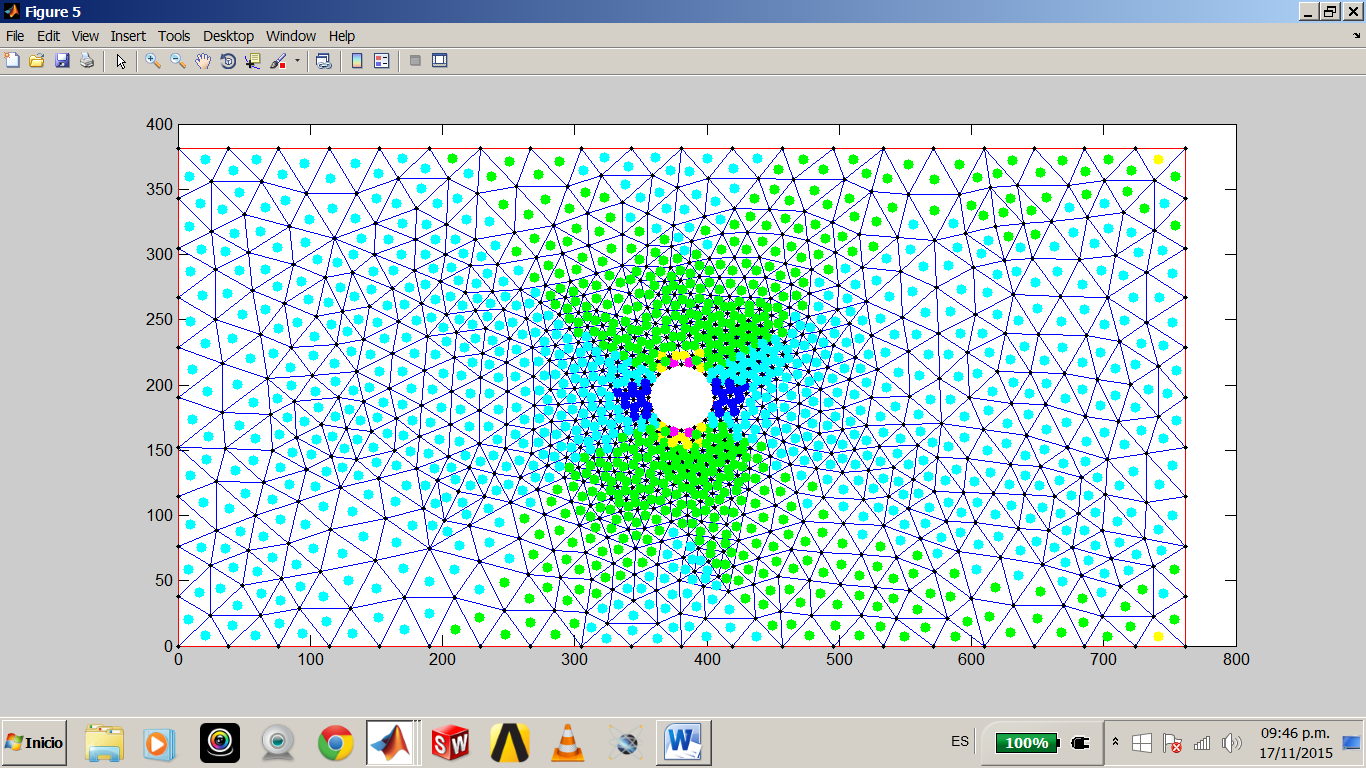 Figure 5
File Edit View Insert Tools Desktop Window Help
400
350
300
250
200
150
100
50
0
0 100 200 300 400 500 600 700 800
Inicio
SW
W
ES
100%
09:46 p.m.
17/11/2015